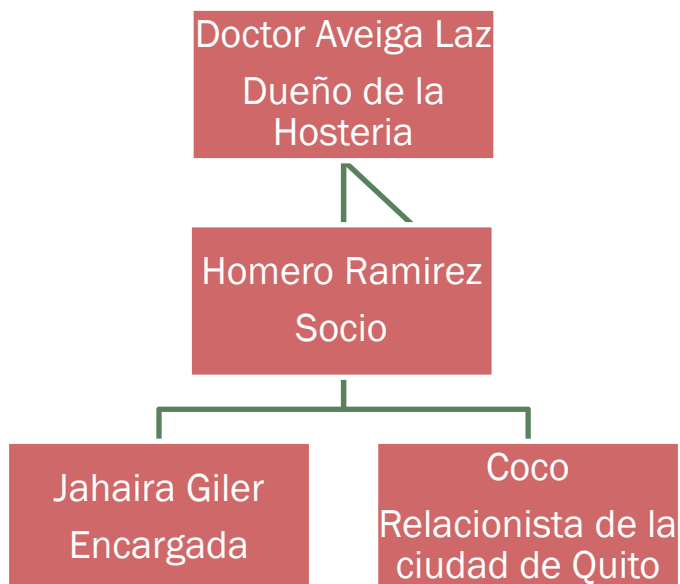 Doctor Aveiga Laz
Dueño de la
Hosteria
Homero Ramirez
Socio
Jahaira Giler
Encargada
Coco
Relacionista de la
ciudad de Quito